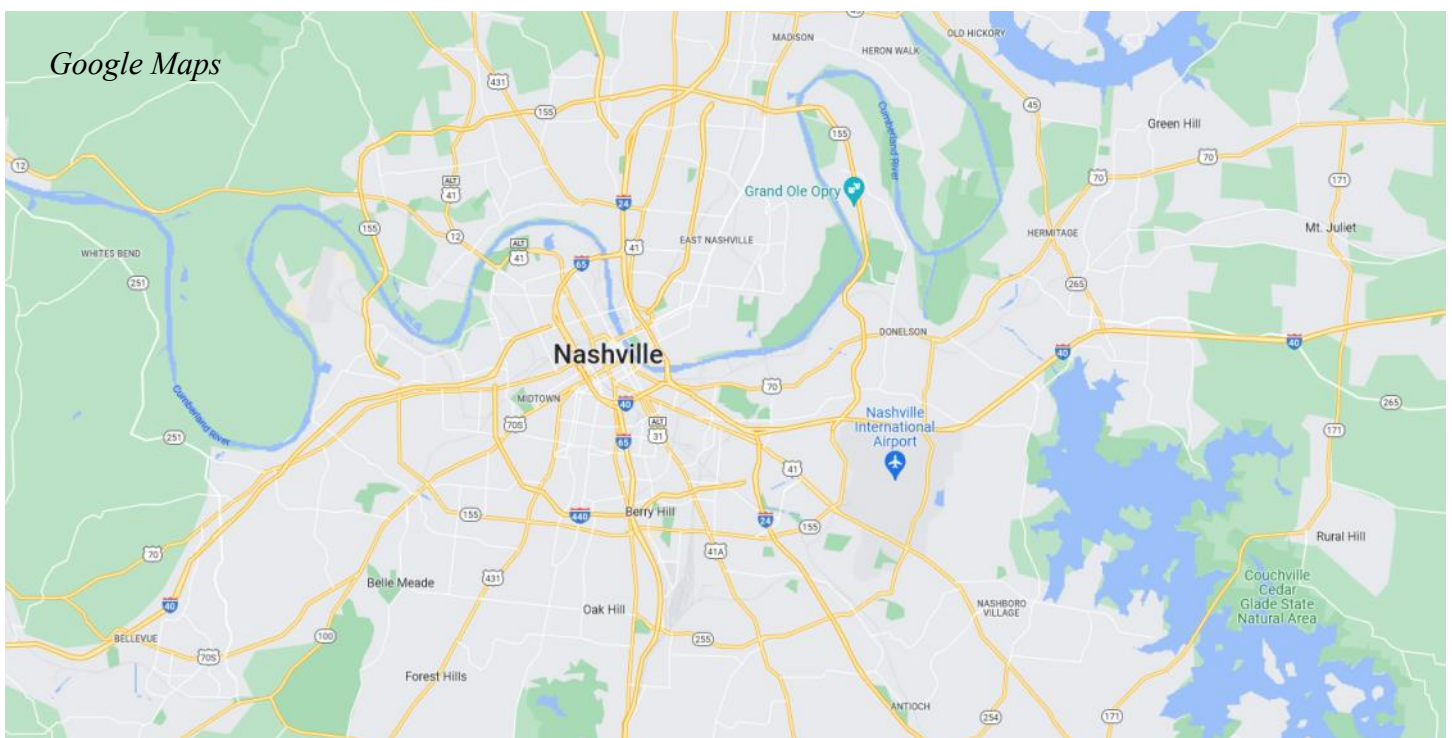 Google Maps
MADISON
OLD HICKORY
HERON WALK
45
431
155
155
45
Green Hill
Cumberland River
12
70
70
171
ALT
41
Grand Ole Opry
24
155
12
EAST NASHVILLE
HERMITAGE
Mt. Juliet
ALT
41
41
WHITES BEND
65
251
265
DONELSON
40
40
Nashville
70
MIDTOWN
40
265
Cumberland River
ALT
31
Nashville
International
Airport
70S
251
65
171
41
155
440
Berry Hill
24
155
Rural Hill
70
41A
Belle Meade
431
Couchville
Cedar
Glade State
Natural Area
40
Oak Hill
NASHBORO
VILLAGE
BELLEVUE
100
255
70S
Forest Hills
ANTIOCH
254
171